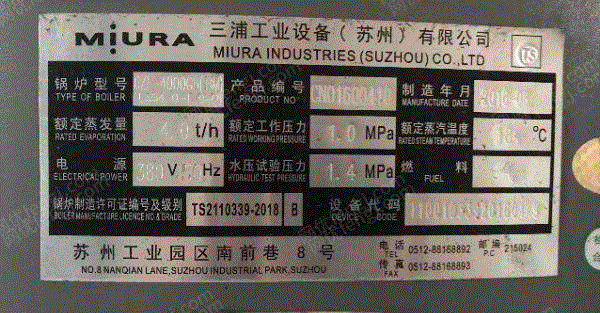 MIURA 三浦工业设备（苏州）有限公司
MIURA INDUSTRIES (SUZHOU) CO.,LTD
TS
锅炉型号 产品编号 制造年月
TYPE OF BOILER PRODUCT NO MANUFACTURE DATE
额定蒸发量 4.0 t/h 额定工作压力 1.0 MPa 额定蒸汽温度 ℃
RATED EVAPORATION RATED WORKING PRESSURE RATED STEAM TEMPERATURE
电源 380 V Hz 水压试验压力 1.4 MPa 燃料
ELECTRICAL POWER HYDRAULIC TEST PRESSURE FUEL
锅炉制造许可证编号及级别 TS2110339-2018 B 设备代码
BOILER MANUFACTURE LICENCE NO & GRADE DEVICE CODE
苏州工业园区南前巷 8 号 电话 TEL 0512-88168892 邮编 P.C 215024
NO.8 NANQIAN LANE,SUZHOU INDUSTRIAL PARK,SUZHOU 传真 FAX 0512-88168893